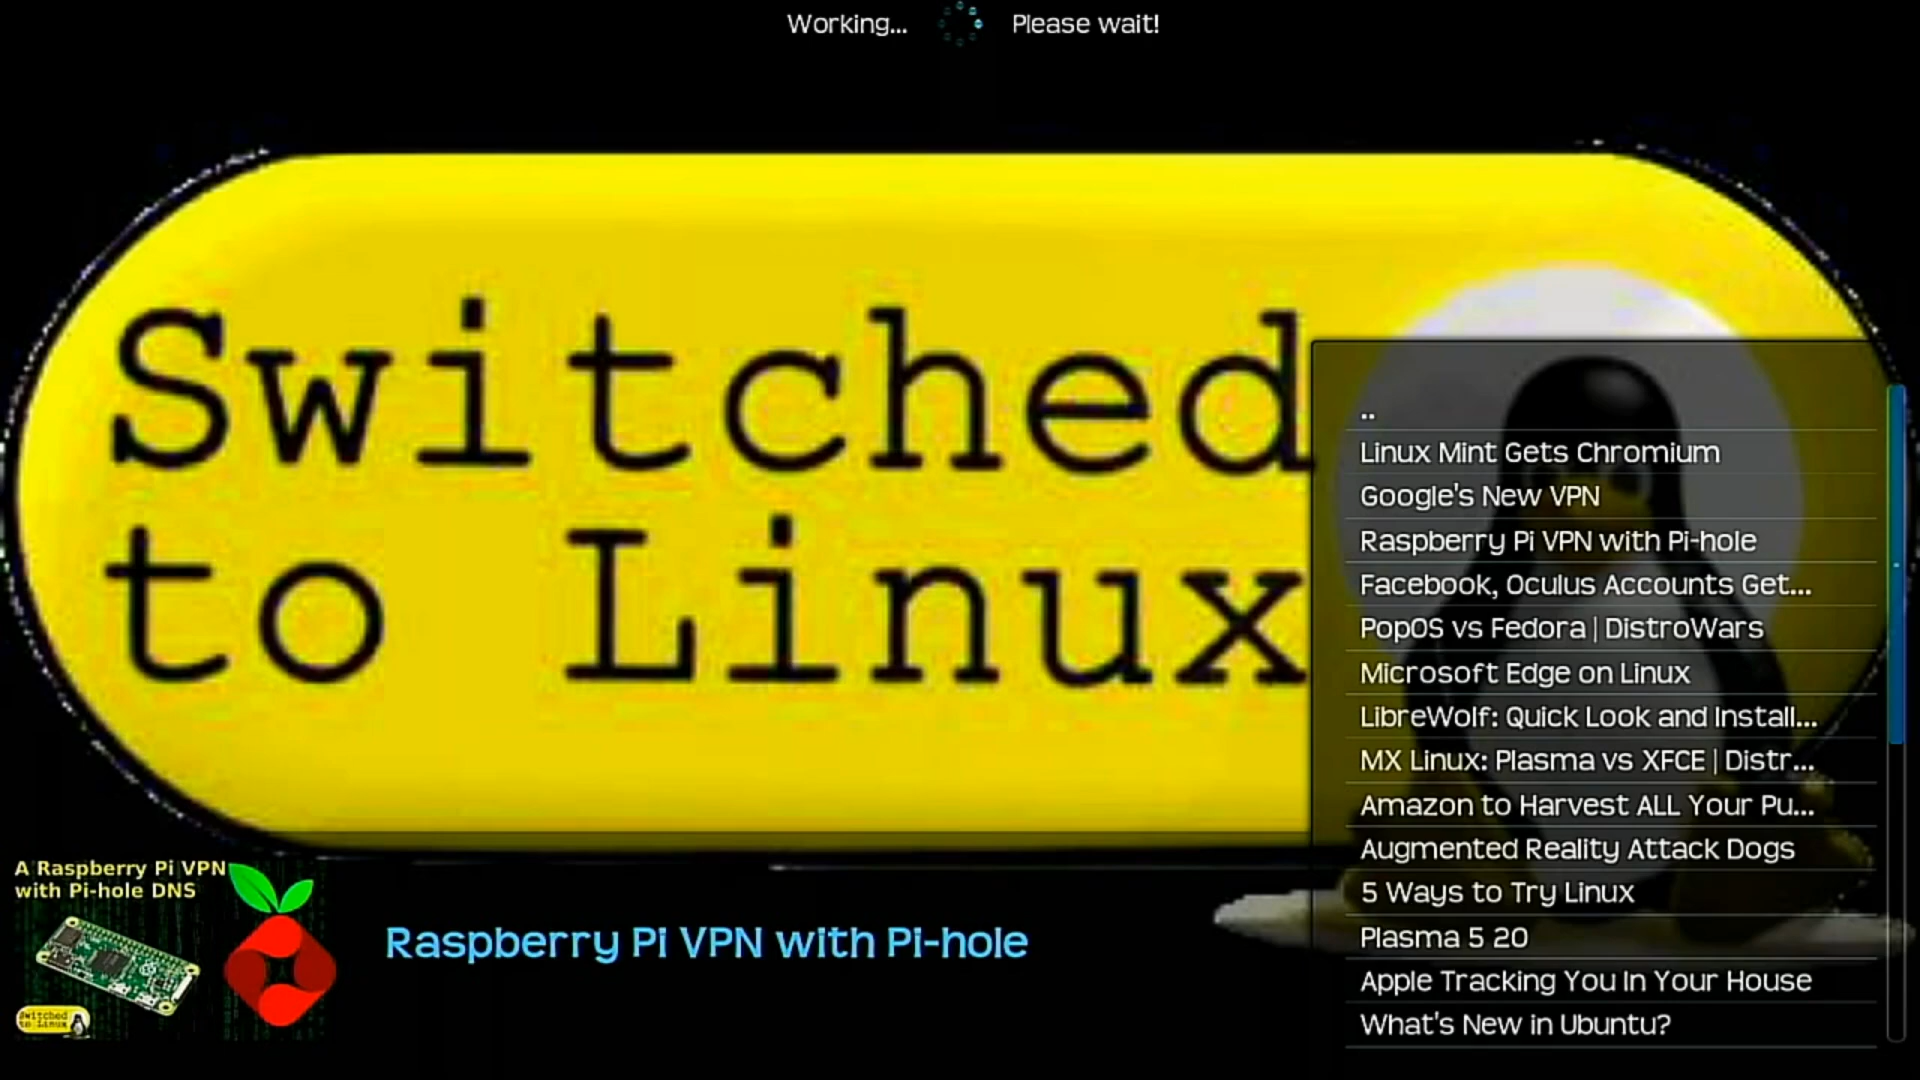 Working... Please wait!
Switched
to Linux
..
Linux Mint Gets Chromium
Google's New VPN
Raspberry Pi VPN with Pi-hole
Facebook, Oculus Accounts Get...
PopOS vs Fedora | DistroWars
Microsoft Edge on Linux
LibreWolf: Quick Look and Install...
MX Linux: Plasma vs XFCE | Distr...
Amazon to Harvest ALL Your Pu...
Augmented Reality Attack Dogs
5 Ways to Try Linux
Plasma 5 20
Apple Tracking You In Your House
What's New in Ubuntu?
A Raspberry Pi VPN
with Pi-hole DNS
Switched
to Linux
Raspberry Pi VPN with Pi-hole